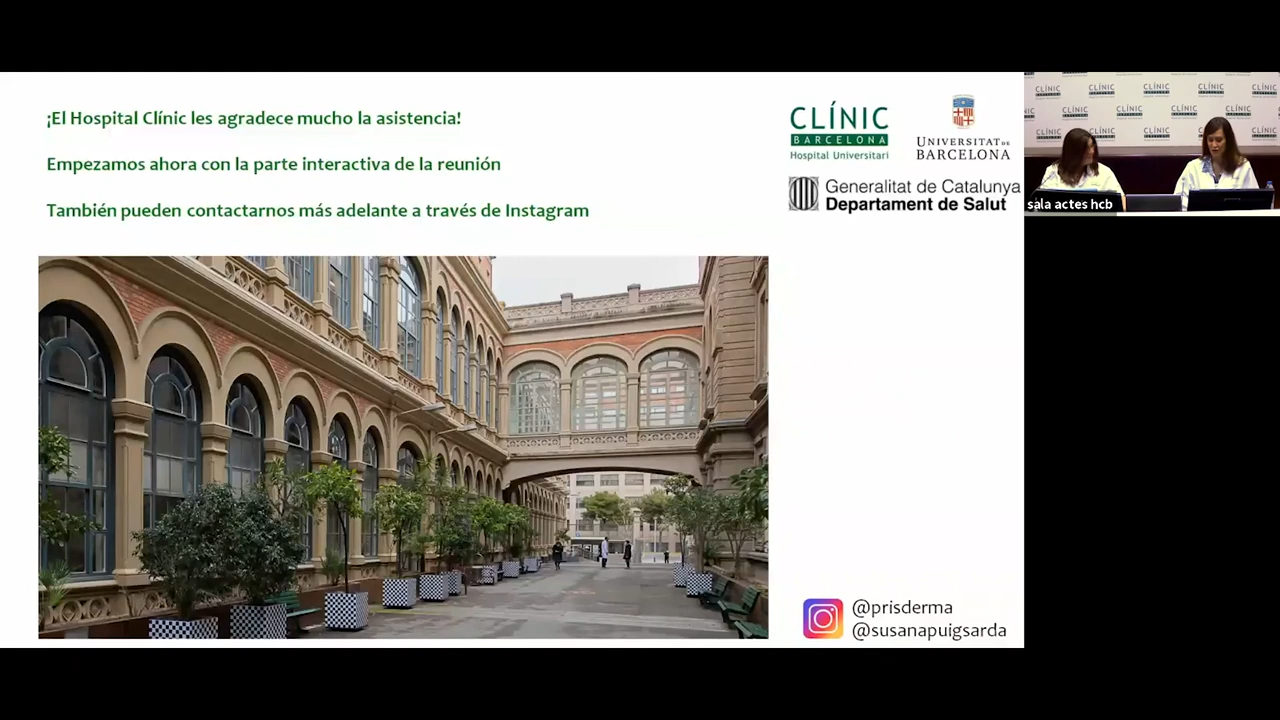 ¡El Hospital Clínic les agradece mucho la asistencia!
Empezamos ahora con la parte interactiva de la reunión
También pueden contactarnos más adelante a través de Instagram
CLÍNIC
BARCELONA
Hospital Universitari
UNIVERSITAT DE
BARCELONA
Generalitat de Catalunya
Departament de Salut
@prisderma
@susanapuigsarda
CLÍNIC
BARCELONA
sala actes hcb